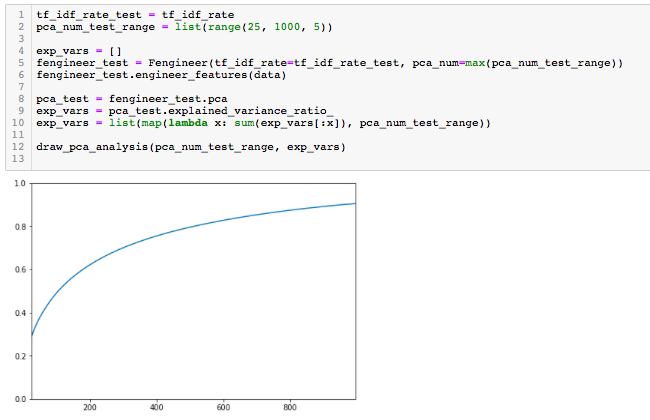 1 tf_idf_rate_test = tf_idf_rate
2 pca_num_test_range = list(range(25, 1000, 5))
3
4 exp_vars = []
5 fengineer_test = Fengineer(tf_idf_rate=tf_idf_rate_test, pca_num=max(pca_num_test_range))
6 fengineer_test.engineer_features(data)
7
8 pca_test = fengineer_test.pca
9 exp_vars = pca_test.explained_variance_ratio_
10 exp_vars = list(map(lambda x: sum(exp_vars[:x]), pca_num_test_range))
11
12 draw_pca_analysis(pca_num_test_range, exp_vars)
13
1.0
0.8
0.6
0.4
0.2
0.0
200 400 600 800